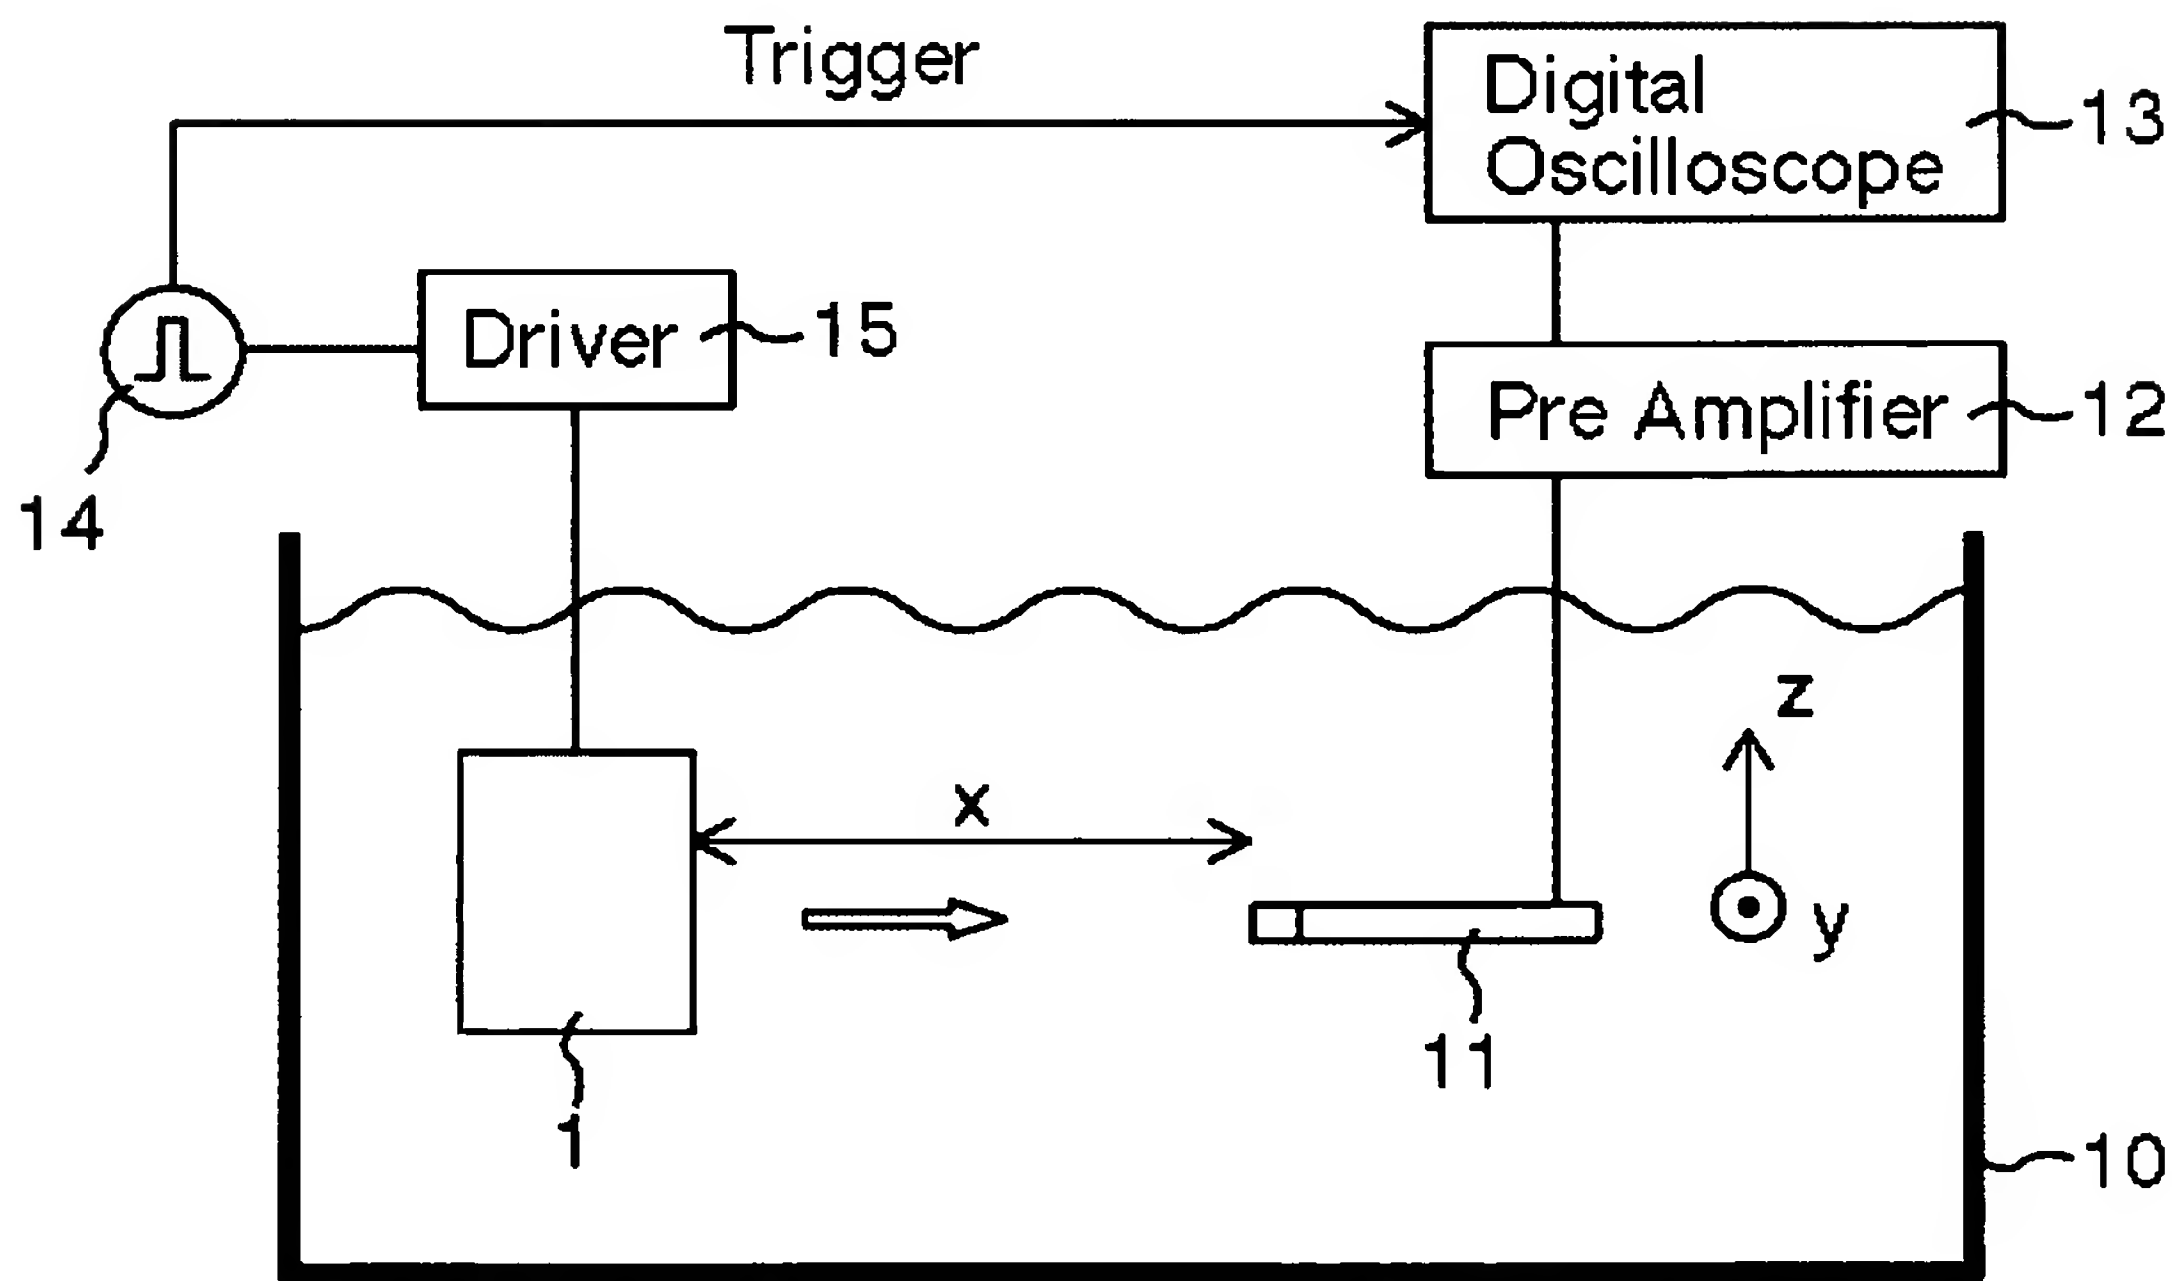 Trigger
Digital
Oscilloscope
13
Driver
15
Pre Amplifier
12
14
z
x
y
11
1
10